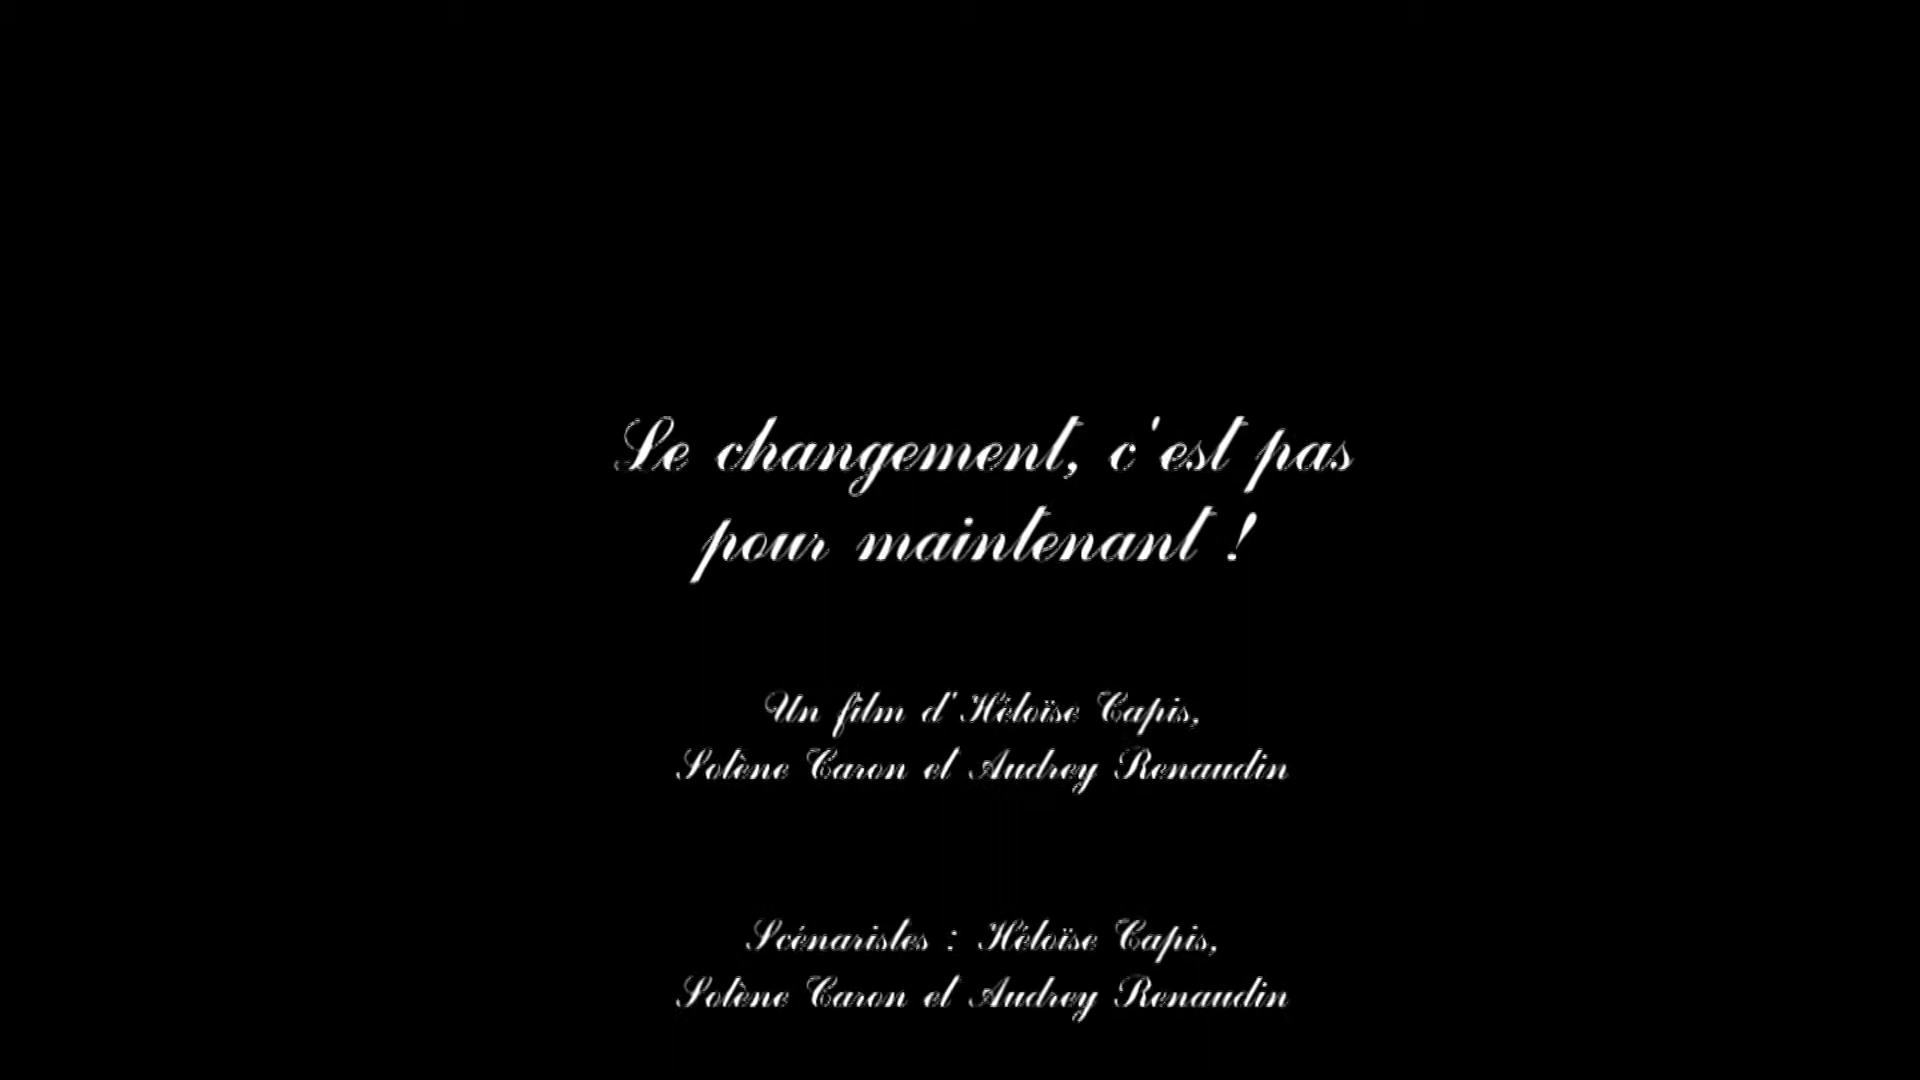 Le changement, c'est pas
pour maintenant !
Un film d'Héloïse Capis,
Solène Caron et Audrey Renaudin
Scénaristes : Héloïse Capis,
Solène Caron et Audrey Renaudin